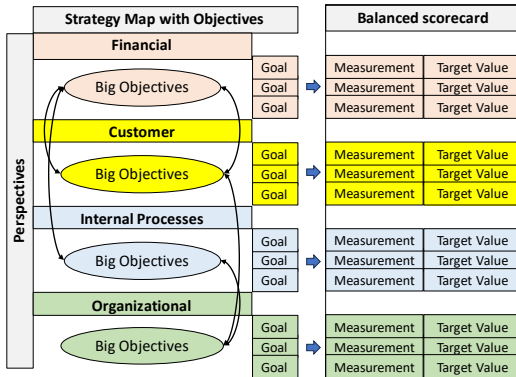 Strategy Map with Objectives
Balanced scorecard
Perspectives
Financial
Big Objectives
Goal
Goal
Goal
Measurement Target Value
Measurement Target Value
Measurement Target Value
Customer
Big Objectives
Goal
Goal
Goal
Measurement Target Value
Measurement Target Value
Measurement Target Value
Internal Processes
Big Objectives
Goal
Goal
Goal
Measurement Target Value
Measurement Target Value
Measurement Target Value
Organizational
Big Objectives
Goal
Goal
Goal
Measurement Target Value
Measurement Target Value
Measurement Target Value